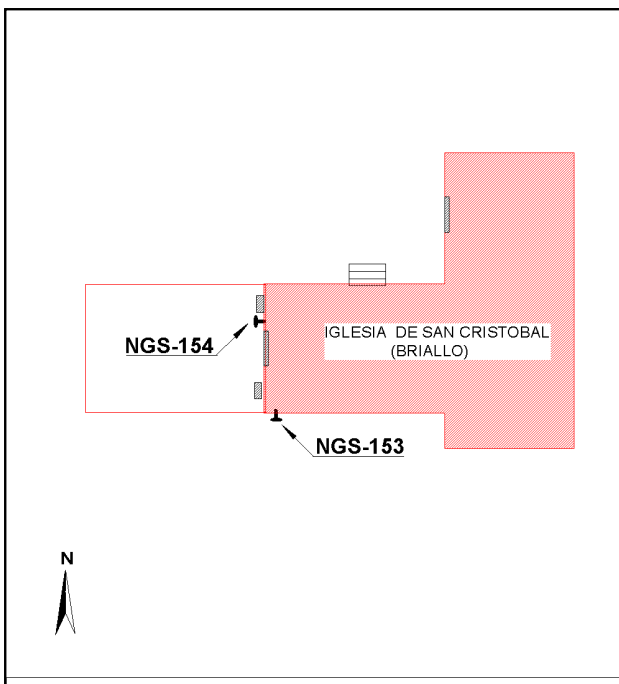 IGLESIA DE SAN CRISTOBAL
(BRIALLO)
NGS-154
NGS-153
N